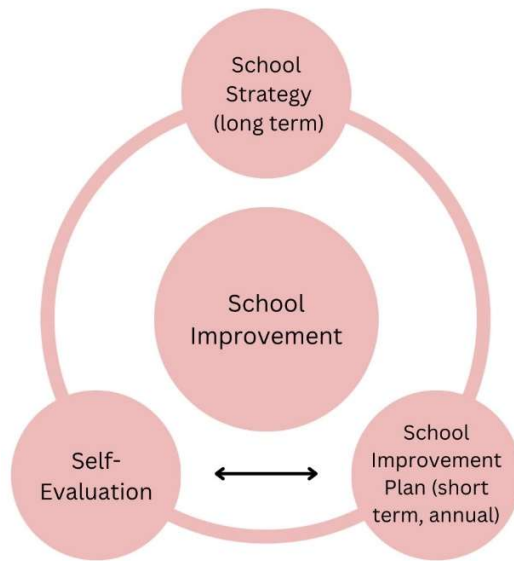 School
Strategy
(long term)
School
Improvement
Self-
Evaluation
School
Improvement
Plan (short
term, annual)